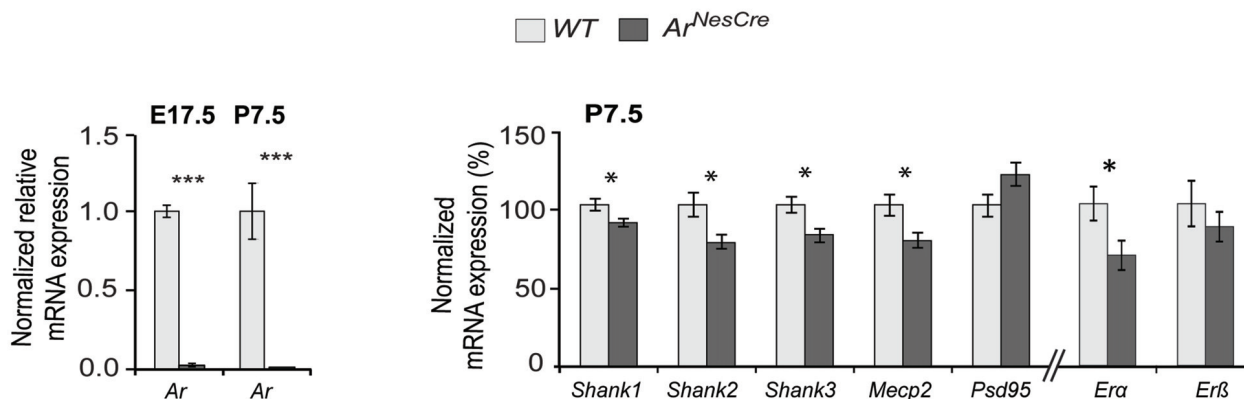 WT Ar^NesCre
E17.5 P7.5
Normalized relative
mRNA expression
1.5
1.0
0.5
0.0
*** ***
Ar Ar
P7.5
Normalized
mRNA expression (%)
150
100
50
0
* * * * *
Shank1 Shank2 Shank3 Mecp2 Psd95 // Erα Erß